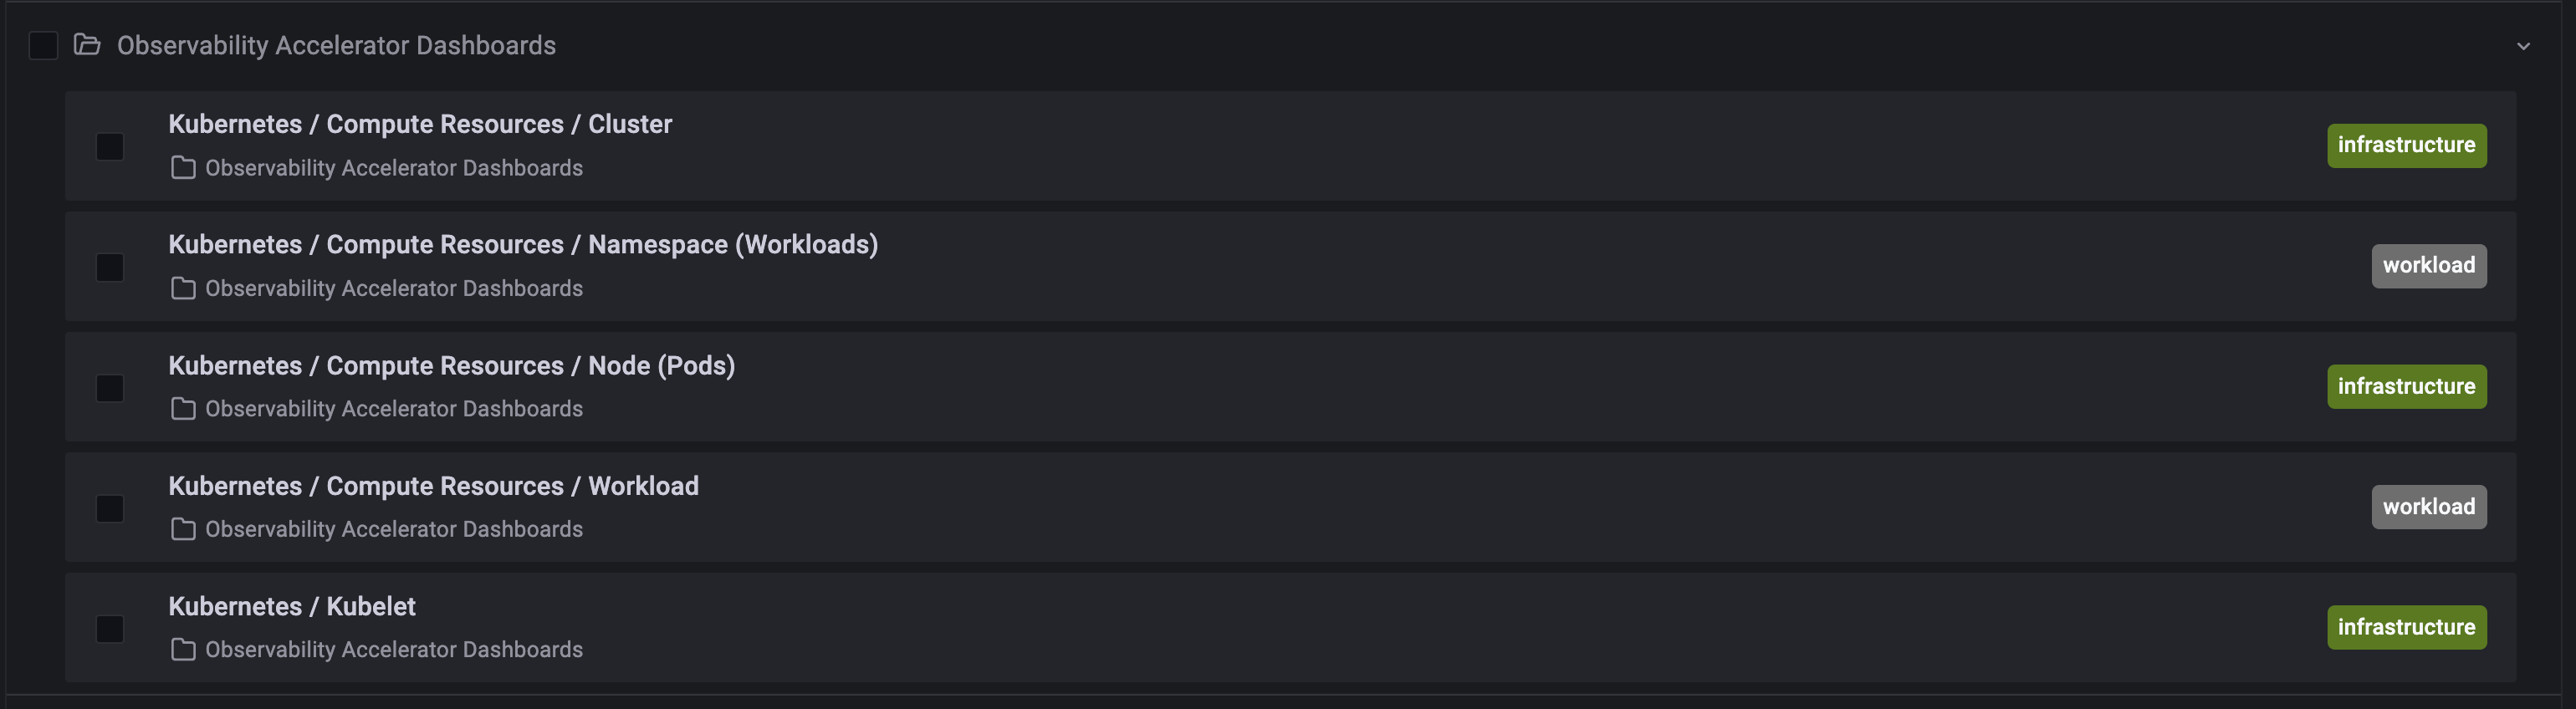 Observability Accelerator Dashboards
Kubernetes / Compute Resources / Cluster
Observability Accelerator Dashboards
infrastructure
Kubernetes / Compute Resources / Namespace (Workloads)
Observability Accelerator Dashboards
workload
Kubernetes / Compute Resources / Node (Pods)
Observability Accelerator Dashboards
infrastructure
Kubernetes / Compute Resources / Workload
Observability Accelerator Dashboards
workload
Kubernetes / Kubelet
Observability Accelerator Dashboards
infrastructure